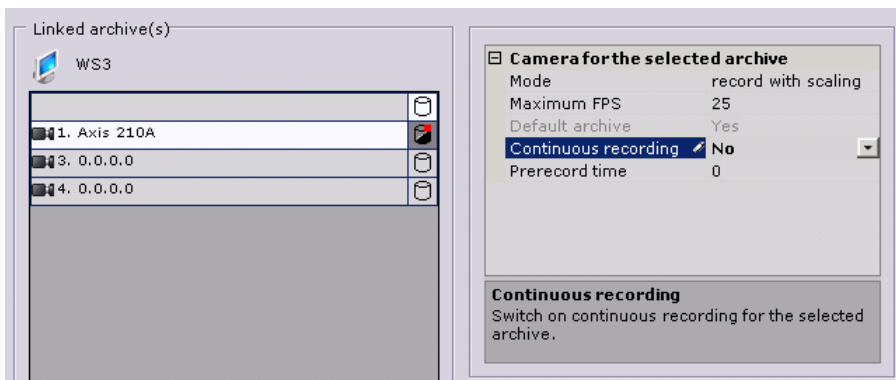 Linked archive(s)
WS3
1. Axis 210A
3. 0.0.0.0
4. 0.0.0.0
Camera for the selected archive
Mode record with scaling
Maximum FPS 25
Default archive Yes
Continuous recording No
Prerecord time 0
Continuous recording
Switch on continuous recording for the selected
archive.